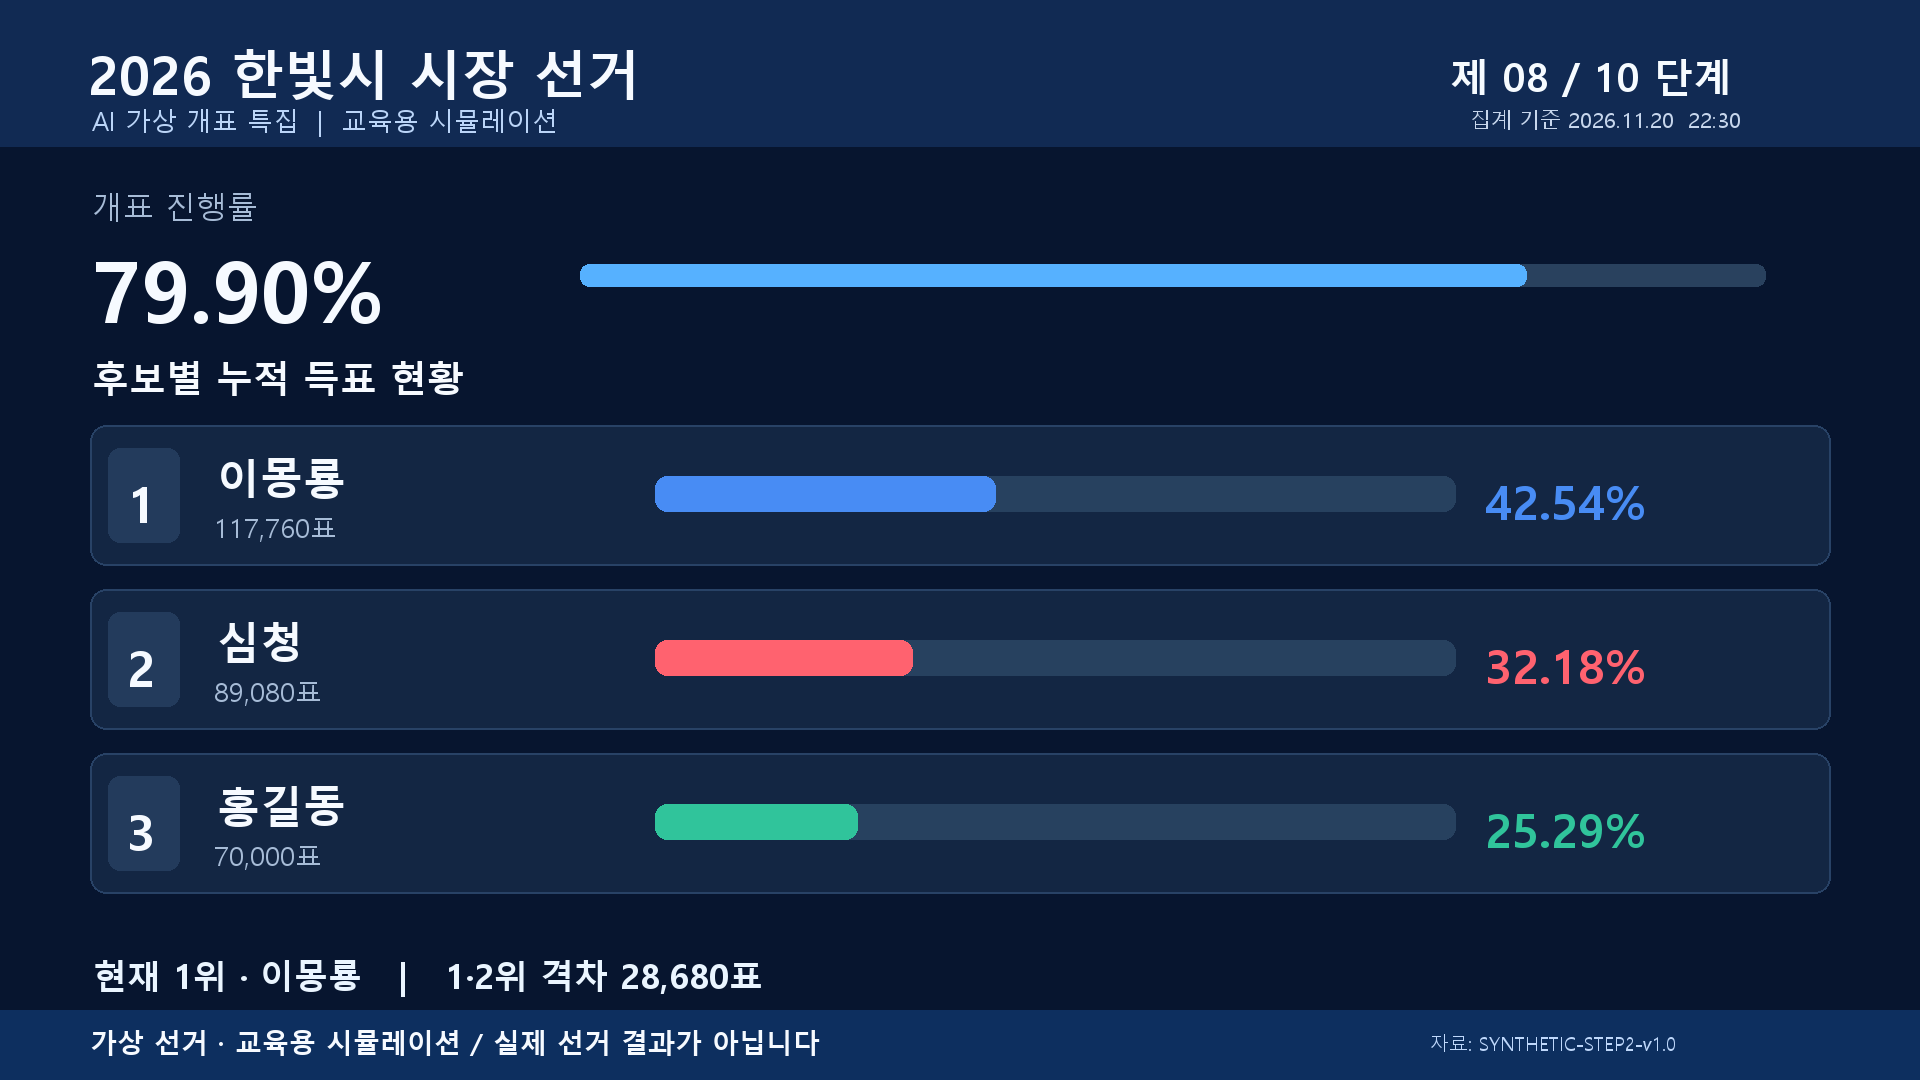 2026 한빛시 시장 선거
AI 가상 개표 특집 | 교육용 시뮬레이션
제 08 / 10 단계
집계 기준 2026.11.20 22:30
개표 진행률
79.90%
후보별 누적 득표 현황
1
이몽룡
117,760표
42.54%
2
심청
89,080표
32.18%
3
홍길동
70,000표
25.29%
현재 1위 · 이몽룡 | 1·2위 격차 28,680표
가상 선거 · 교육용 시뮬레이션 / 실제 선거 결과가 아닙니다
자료: SYNTHETIC-STEP2-v1.0